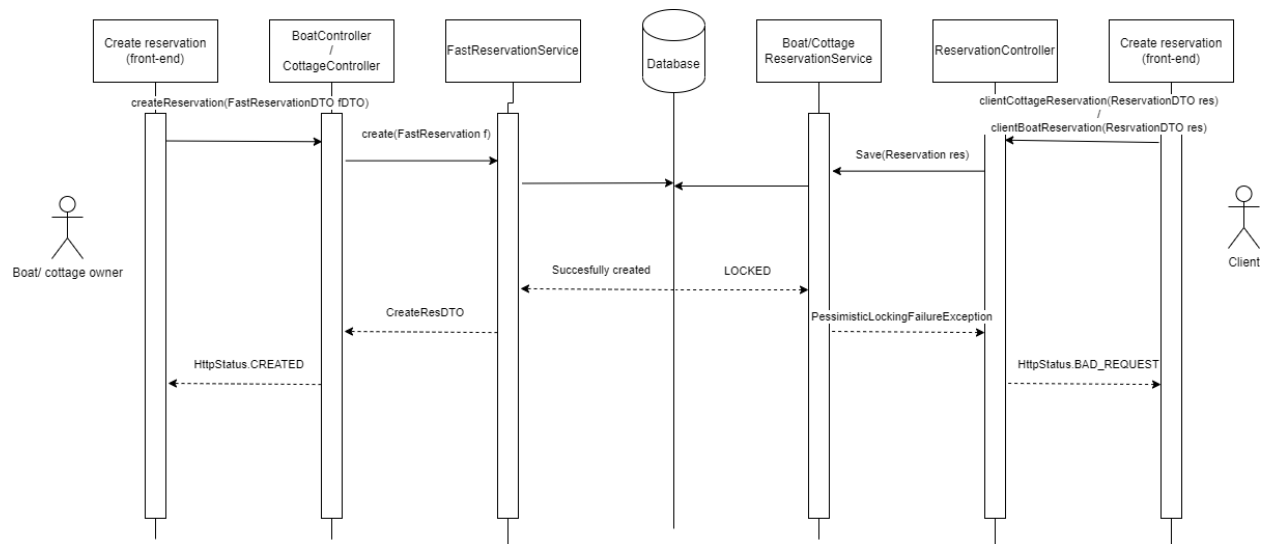 Create reservation
(front-end)
BoatController
/
CottageController
FastReservationService
Database
Boat/Cottage
ReservationService
ReservationController
Create reservation
(front-end)
createReservation(FastReservationDTO fDTO)
clientCottageReservation(ReservationDTO res)
/
clientBoatReservation(ResrvationDTO res)
create(FastReservation f)
Save(Reservation res)
Boat/ cottage owner
Client
Succesfully created
LOCKED
CreateResDTO
PessimisticLockingFailureException
HttpStatus.CREATED
HttpStatus.BAD_REQUEST